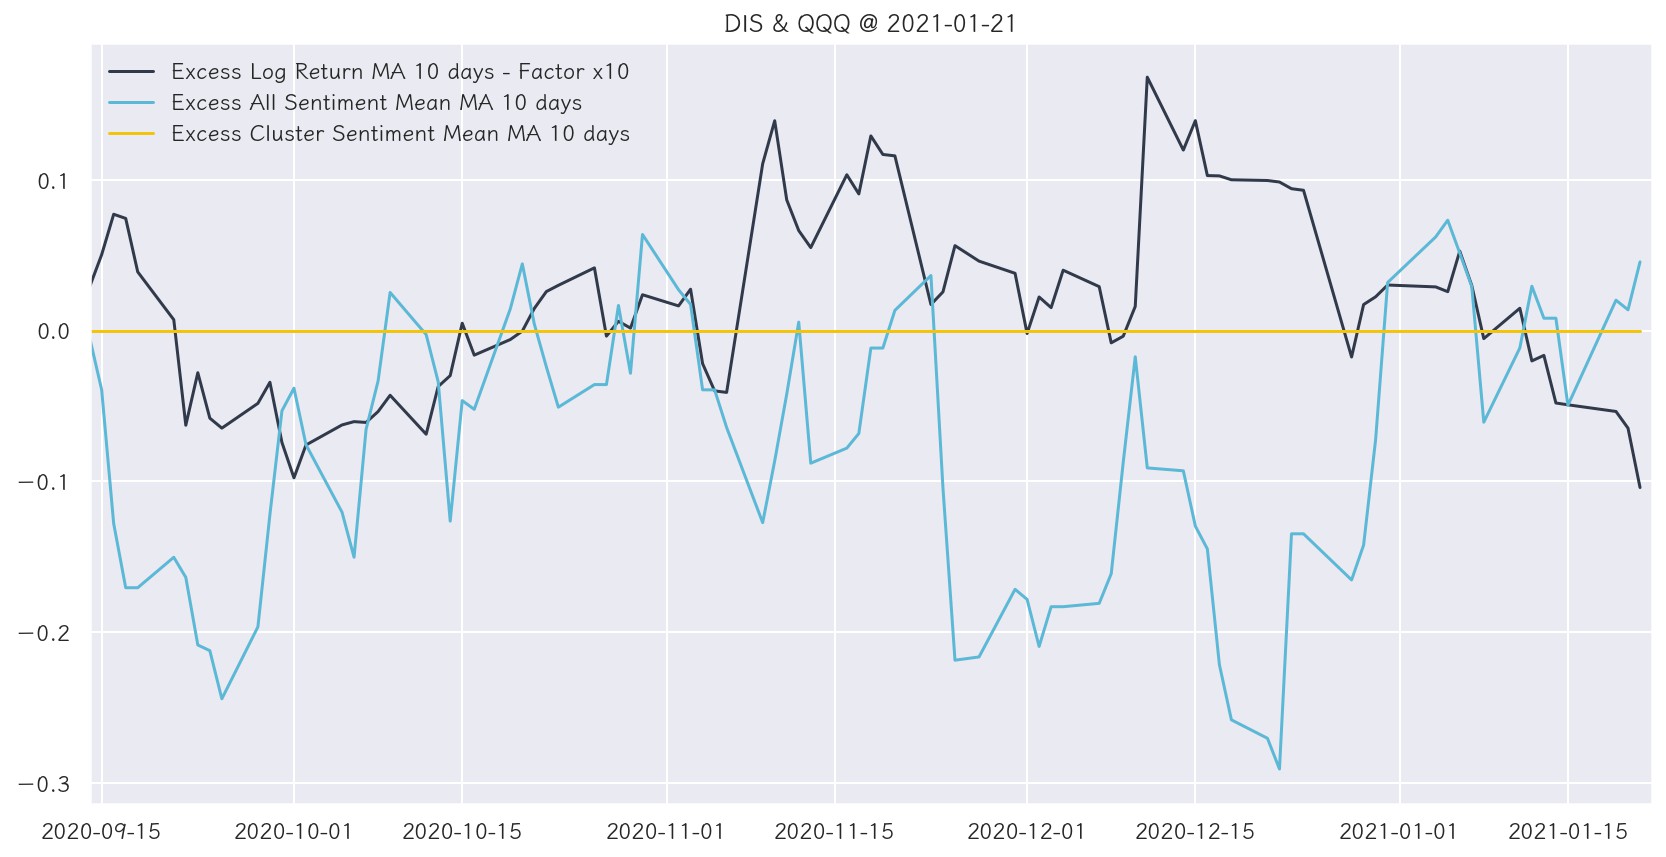 DIS & QQQ @ 2021-01-21
Excess Log Return MA 10 days - Factor x10
Excess All Sentiment Mean MA 10 days
Excess Cluster Sentiment Mean MA 10 days
0.1
0.0
−0.1
−0.2
−0.3
2020-09-15 2020-10-01 2020-10-15 2020-11-01 2020-11-15 2020-12-01 2020-12-15 2021-01-01 2021-01-15